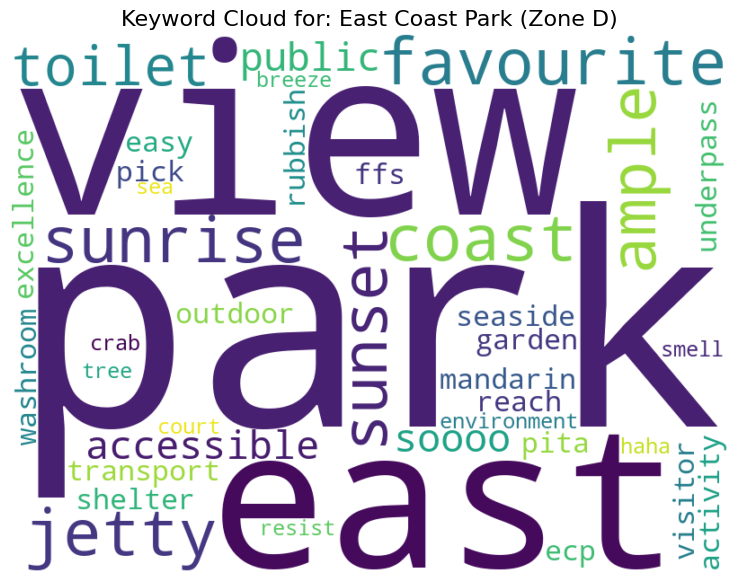 Keyword Cloud for: East Coast Park (Zone D)
toilet
public
favourite
breeze
view
easy
pick
sea
rubbish
ffs
ample
underpass
excellence
sunrise
sunset
coast
park
outdoor
seaside
garden
smell
crab
tree
washroom
mandarin
reach
environment
court
accessible
soooo
pita
haha
transport
shelter
jetty
east
resist
ecp
visitor
activity